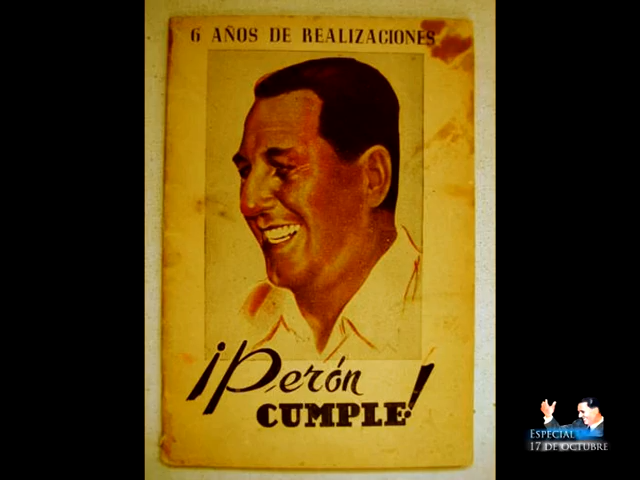 6 AÑOS DE REALIZACIONES
¡Perón
CUMPLE!
ESPECIAL
17 DE OCTUBRE